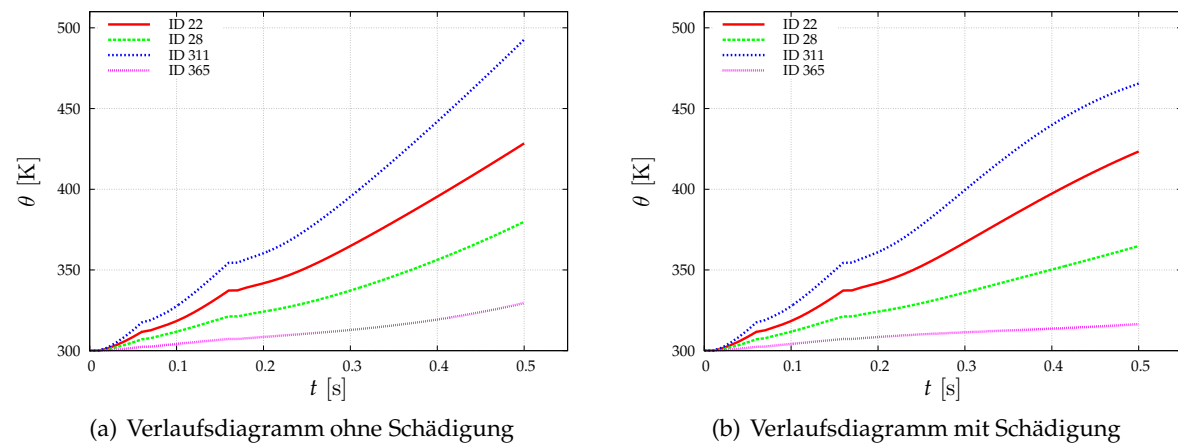 500
450
400
350
300
θ [K]
ID 22
ID 28
ID 311
ID 365
0
0.1
0.2
0.3
0.4
0.5
t [s]
(a) Verlaufsdiagramm ohne Schädigung
500
450
400
350
300
θ [K]
ID 22
ID 28
ID 311
ID 365
0
0.1
0.2
0.3
0.4
0.5
t [s]
(b) Verlaufsdiagramm mit Schädigung